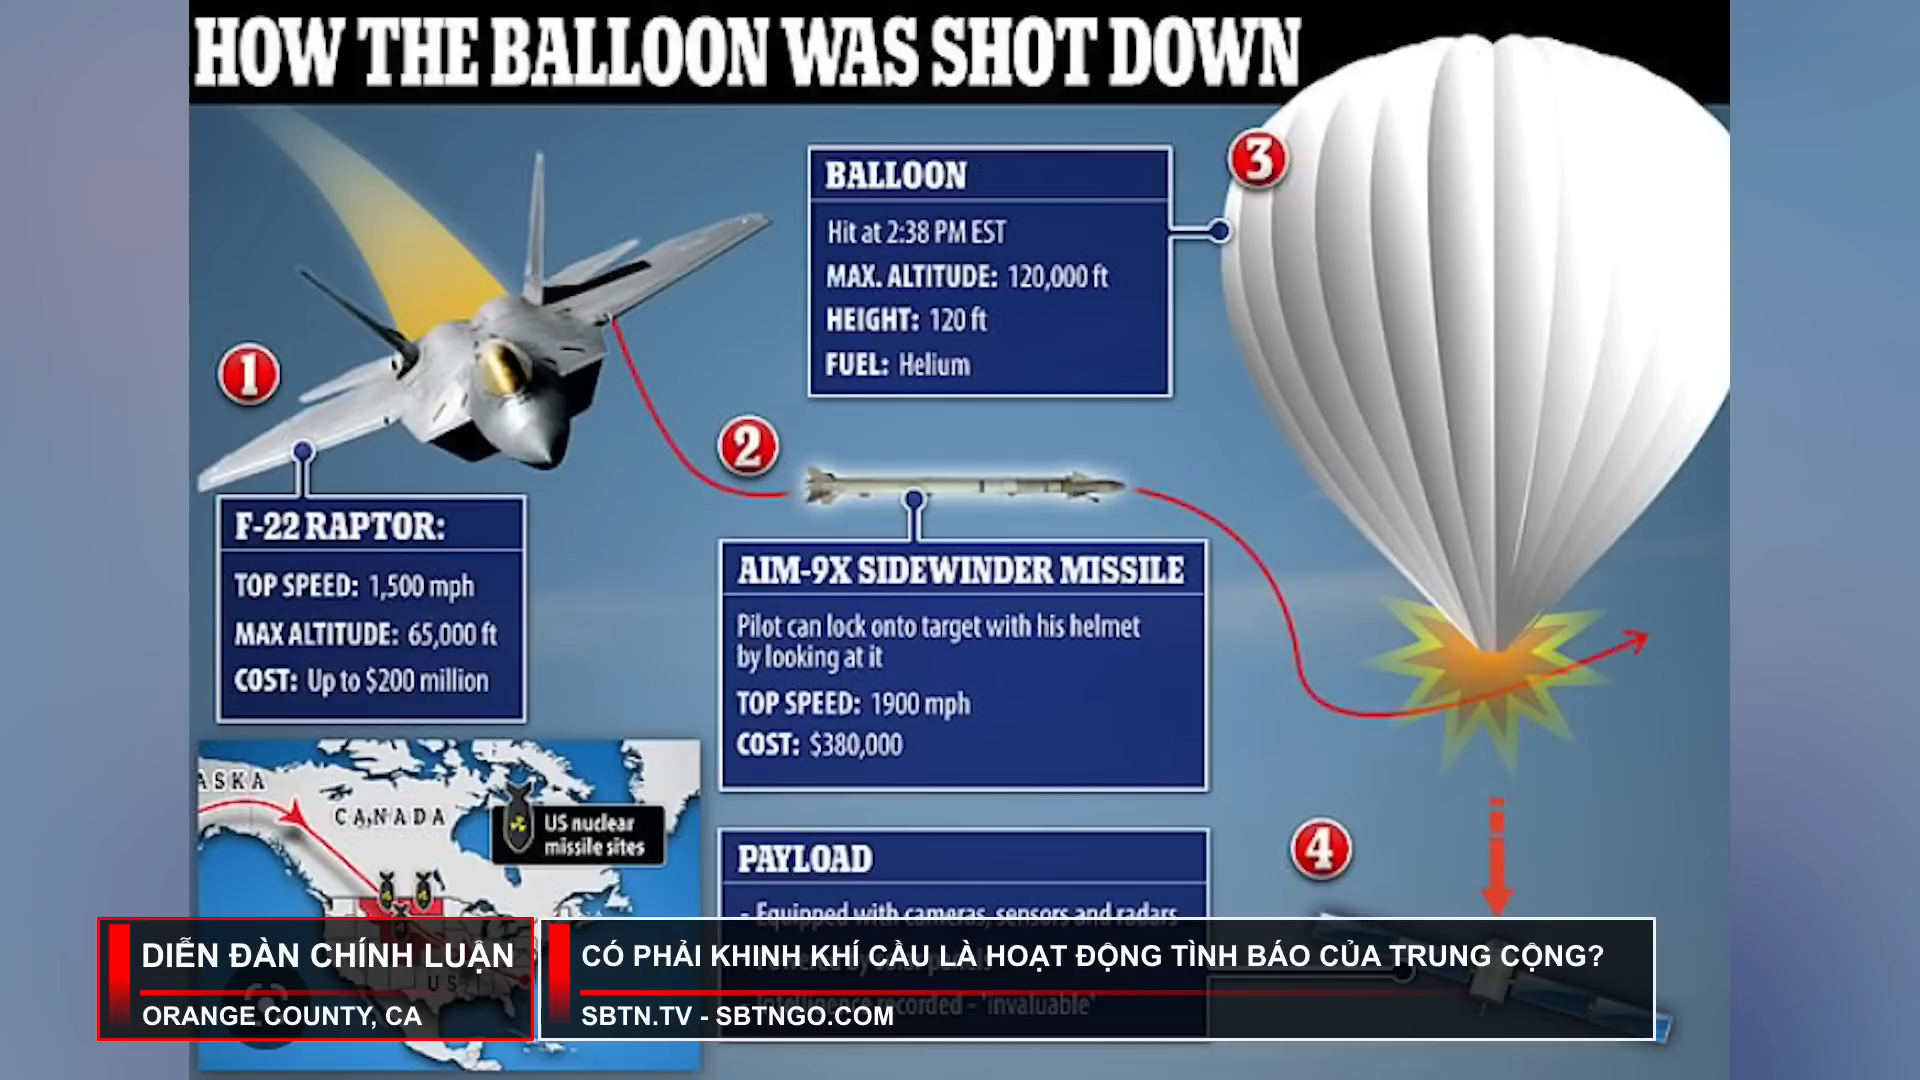 HOW THE BALLOON WAS SHOT DOWN
3
BALLOON
Hit at 2:38 PM EST
MAX. ALTITUDE: 120,000 ft
HEIGHT: 120 ft
FUEL: Helium
1
2
F-22 RAPTOR:
TOP SPEED: 1,500 mph
MAX ALTITUDE: 65,000 ft
COST: Up to $200 million
AIM-9X SIDEWINDER MISSILE
Pilot can lock onto target with his helmet
by looking at it
TOP SPEED: 1900 mph
COST: $380,000
ASKA
CANADA
US nuclear
missile sites
US
4
PAYLOAD
- Equipped with cameras, sensors and radars
- Intelligence recorded - 'invaluable'
DIỄN ĐÀN CHÍNH LUẬN
ORANGE COUNTY, CA
CÓ PHẢI KHINH KHÍ CẦU LÀ HOẠT ĐỘNG TÌNH BÁO CỦA TRUNG CỘNG?
SBTN.TV - SBTNGO.COM